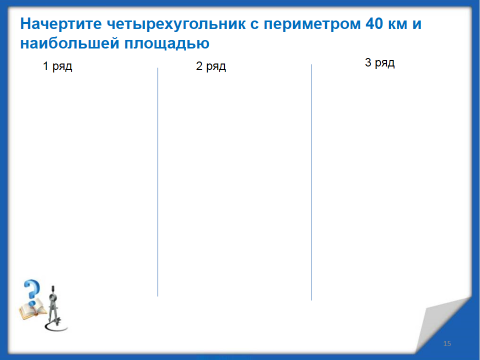 Начертите четырехугольник с периметром 40 км и
наибольшей площадью
1 ряд
2 ряд
3 ряд
15